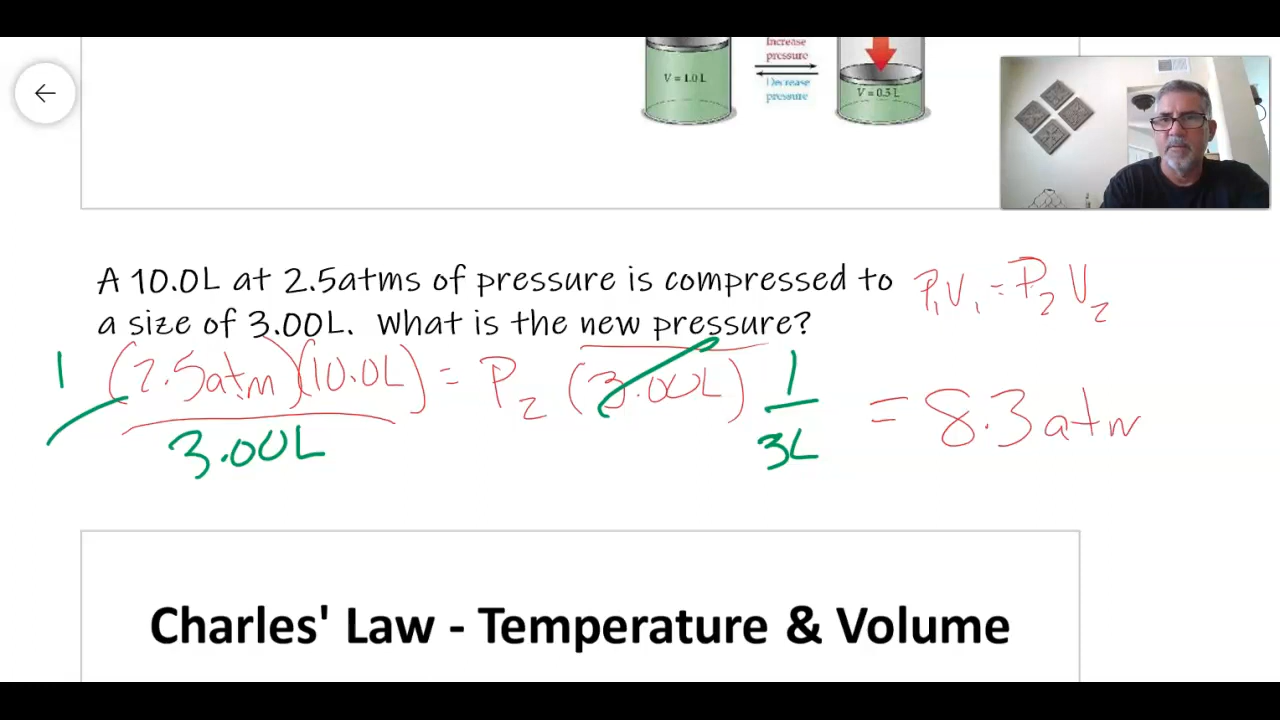 Increase
pressure
Decrease
pressure
V = 1.0 L
V = 0.5 L
A 10.0L at 2.5atms of pressure is compressed to
a size of 3.00L. What is the new pressure?
P₁V₁ = P₂V₂
1 (2.5atm)(10.0L) = P₂ (3.00L) 1
3.00L 3L
= 8.3 atm
Charles' Law - Temperature & Volume